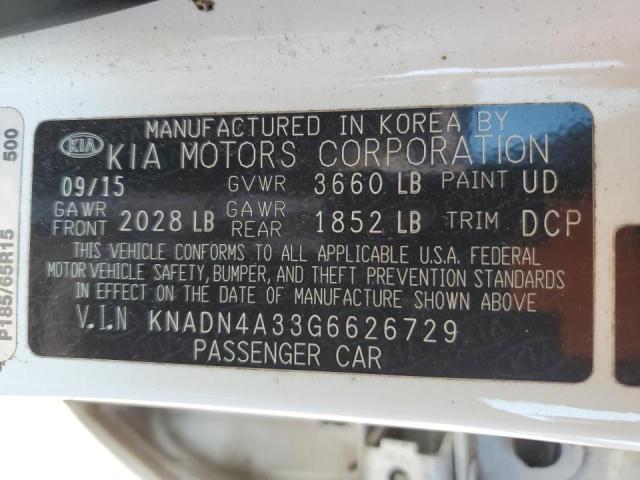 MANUFACTURED IN KOREA BY
KIA KIA MOTORS CORPORATION
09/15 GVWR 3660 LB PAINT UD
GAWR FRONT 2028 LB GAWR REAR 1852 LB TRIM DCP
THIS VEHICLE CONFORMS TO ALL APPLICABLE U.S.A. FEDERAL
MOTOR VEHICLE SAFETY, BUMPER, AND THEFT PREVENTION STANDARDS
IN EFFECT ON THE DATE OF MANUFACTURE SHOWN ABOVE
V.I.N KNADN4A33G6626729
PASSENGER CAR
P185/65R15
500